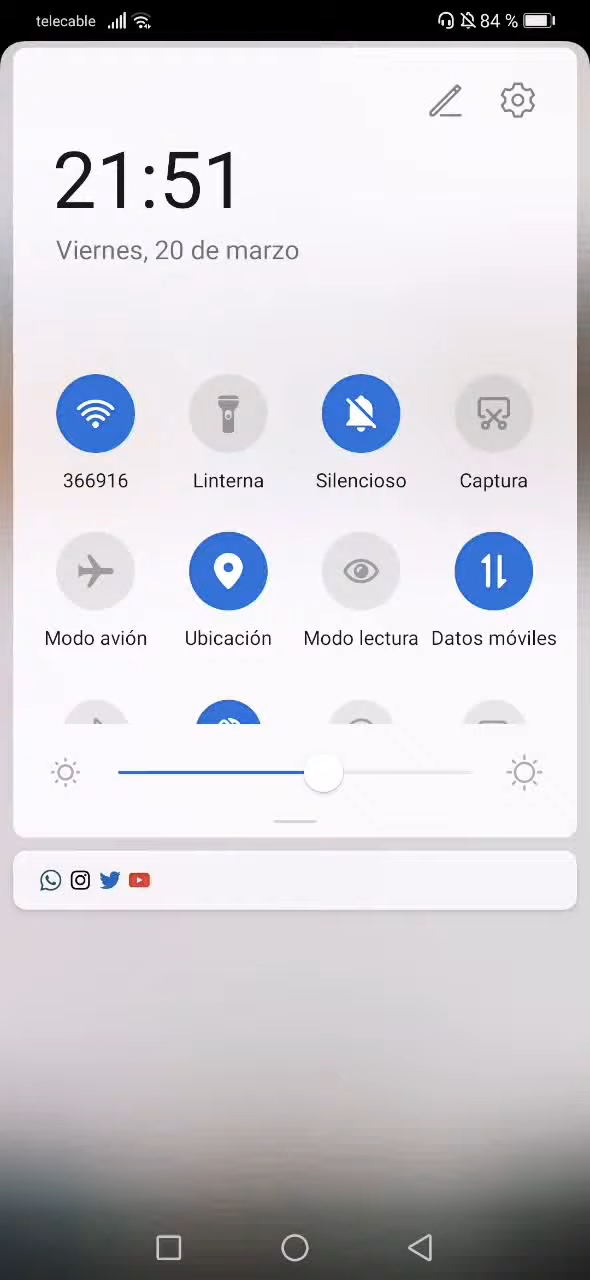 telecable 84 %
21:51
Viernes, 20 de marzo
366916 Linterna Silencioso Captura
Modo avión Ubicación Modo lectura Datos móviles